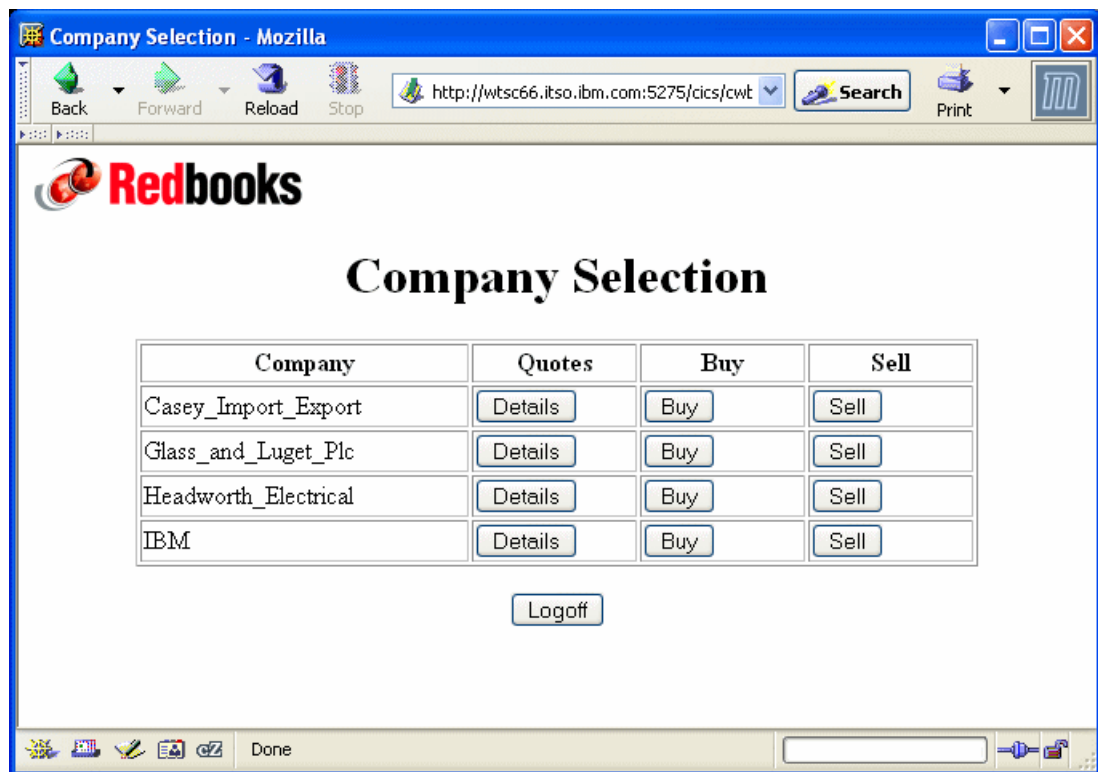 Company Selection - Mozilla
Back Forward Reload Stop http://wtsc66.itso.ibm.com:5275/cics/cwb Search Print
Redbooks
Company Selection
Company Quotes Buy Sell
Casey_Import_Export Details Buy Sell
Glass_and_Luget_Plc Details Buy Sell
Headworth_Electrical Details Buy Sell
IBM Details Buy Sell
Logoff
Done